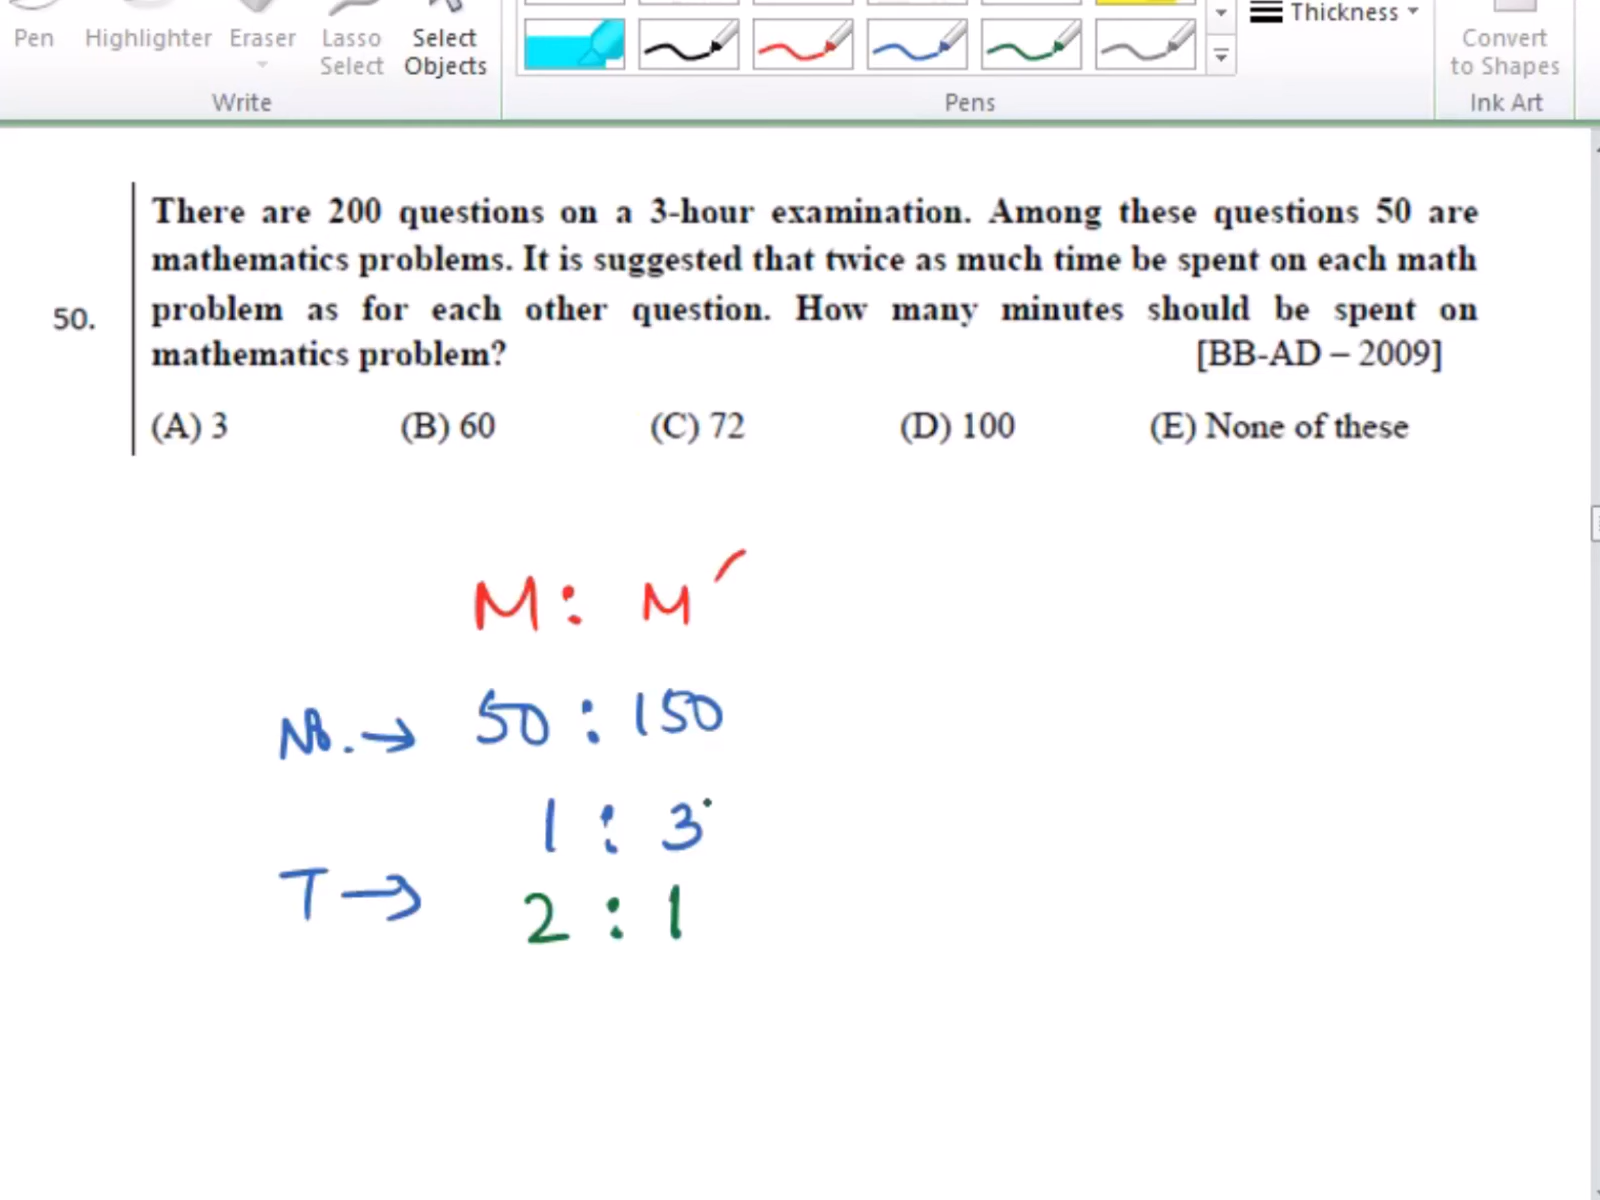 Pen Highlighter Eraser Lasso Select Select Objects
Write
Pens
Thickness
Convert to Shapes
Ink Art
50.
There are 200 questions on a 3-hour examination. Among these questions 50 are
mathematics problems. It is suggested that twice as much time be spent on each math
problem as for each other question. How many minutes should be spent on
mathematics problem? [BB-AD – 2009]
(A) 3 (B) 60 (C) 72 (D) 100 (E) None of these
M : M′
No. → 50 : 150
1 : 3
T → 2 : 1